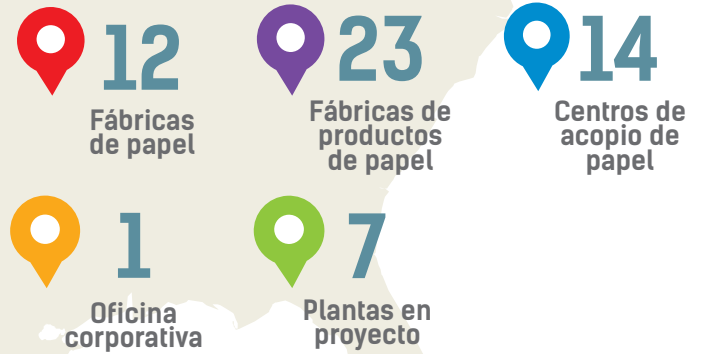 12
Fábricas
de papel
23
Fábricas de
productos
de papel
14
Centros de
acopio de
papel
1
Oficina
corporativa
7
Plantas en
proyecto